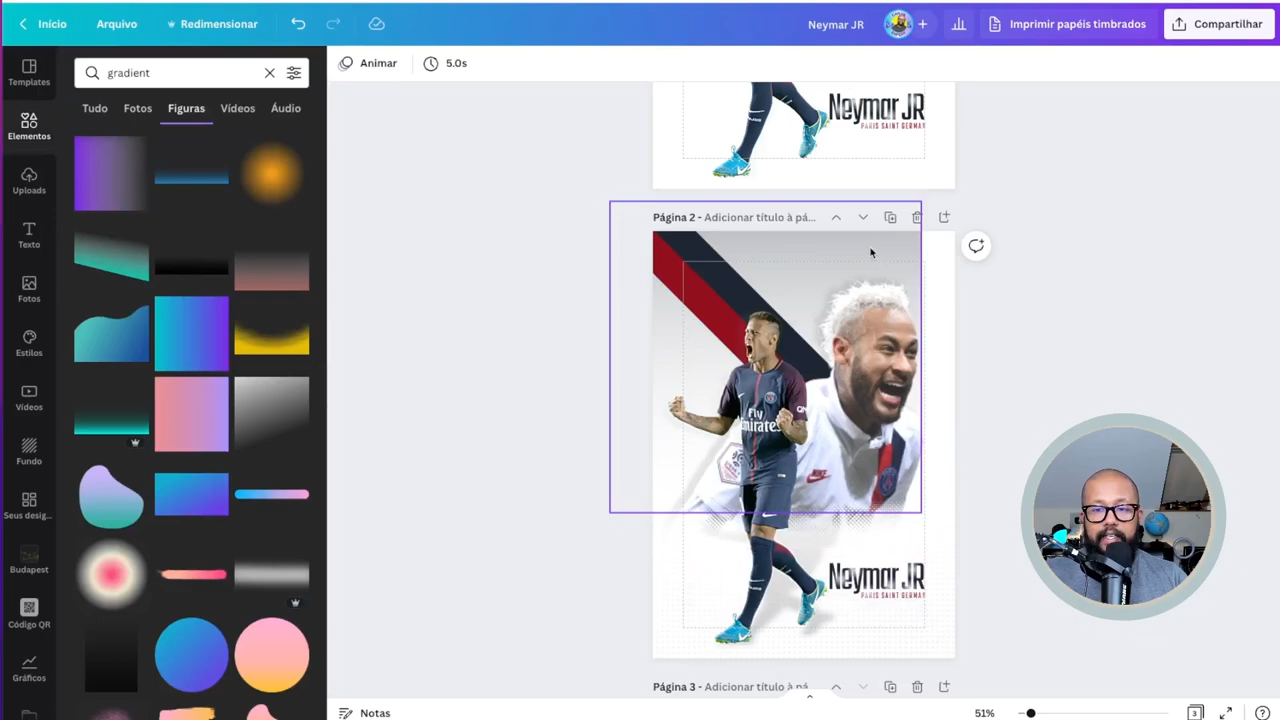 Início
Arquivo
Redimensionar
Neymar JR
Imprimir papéis timbrados
Compartilhar
Templates
Elementos
Uploads
Texto
Fotos
Estilos
Vídeos
Fundo
Seus desig...
Budapest
Código QR
Gráficos
gradient
Tudo
Fotos
Figuras
Vídeos
Áudio
Animar
5.0s
Neymar JR
PARIS SAINT GERMAN
Página 2 - Adicionar título à pá...
Fly
Emirates
Neymar JR
PARIS SAINT GERMAN
Página 3 - Adicionar título à pá...
Notas
51%
3